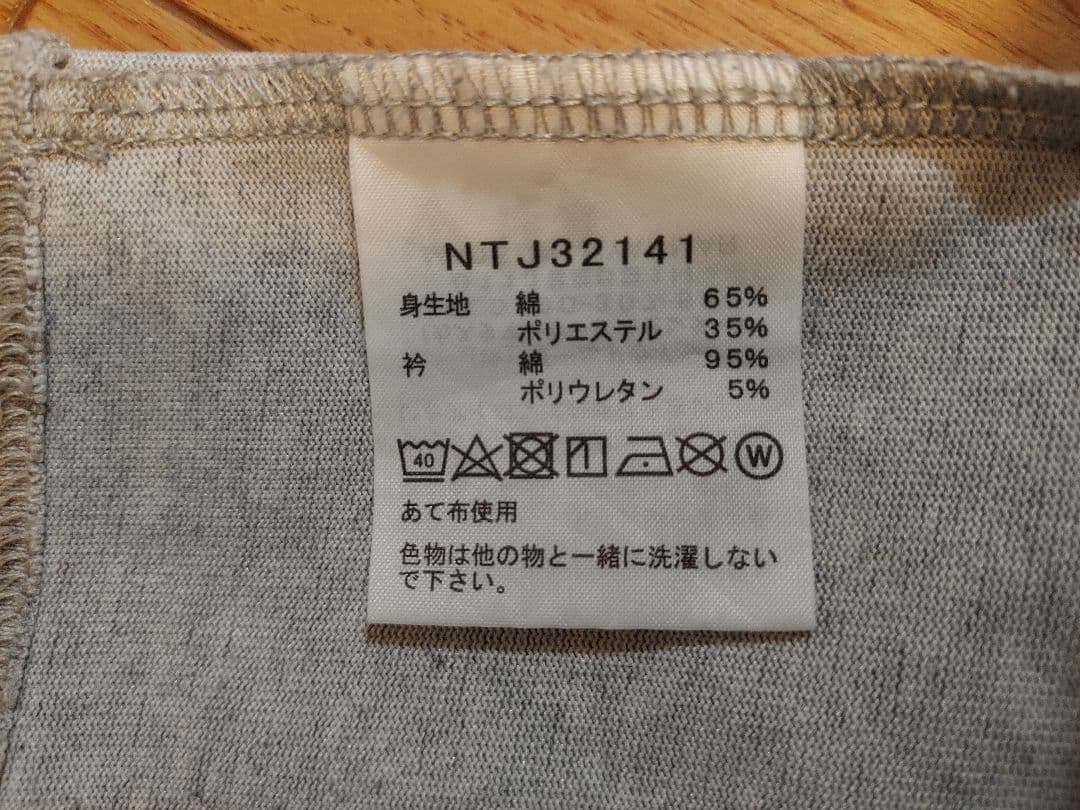 NTJ32141
身生地 綿 65%
ポリエステル 35%
衿 綿 95%
ポリウレタン 5%
40 W
あて布使用
色物は他の物と一緒に洗濯しない
で下さい。